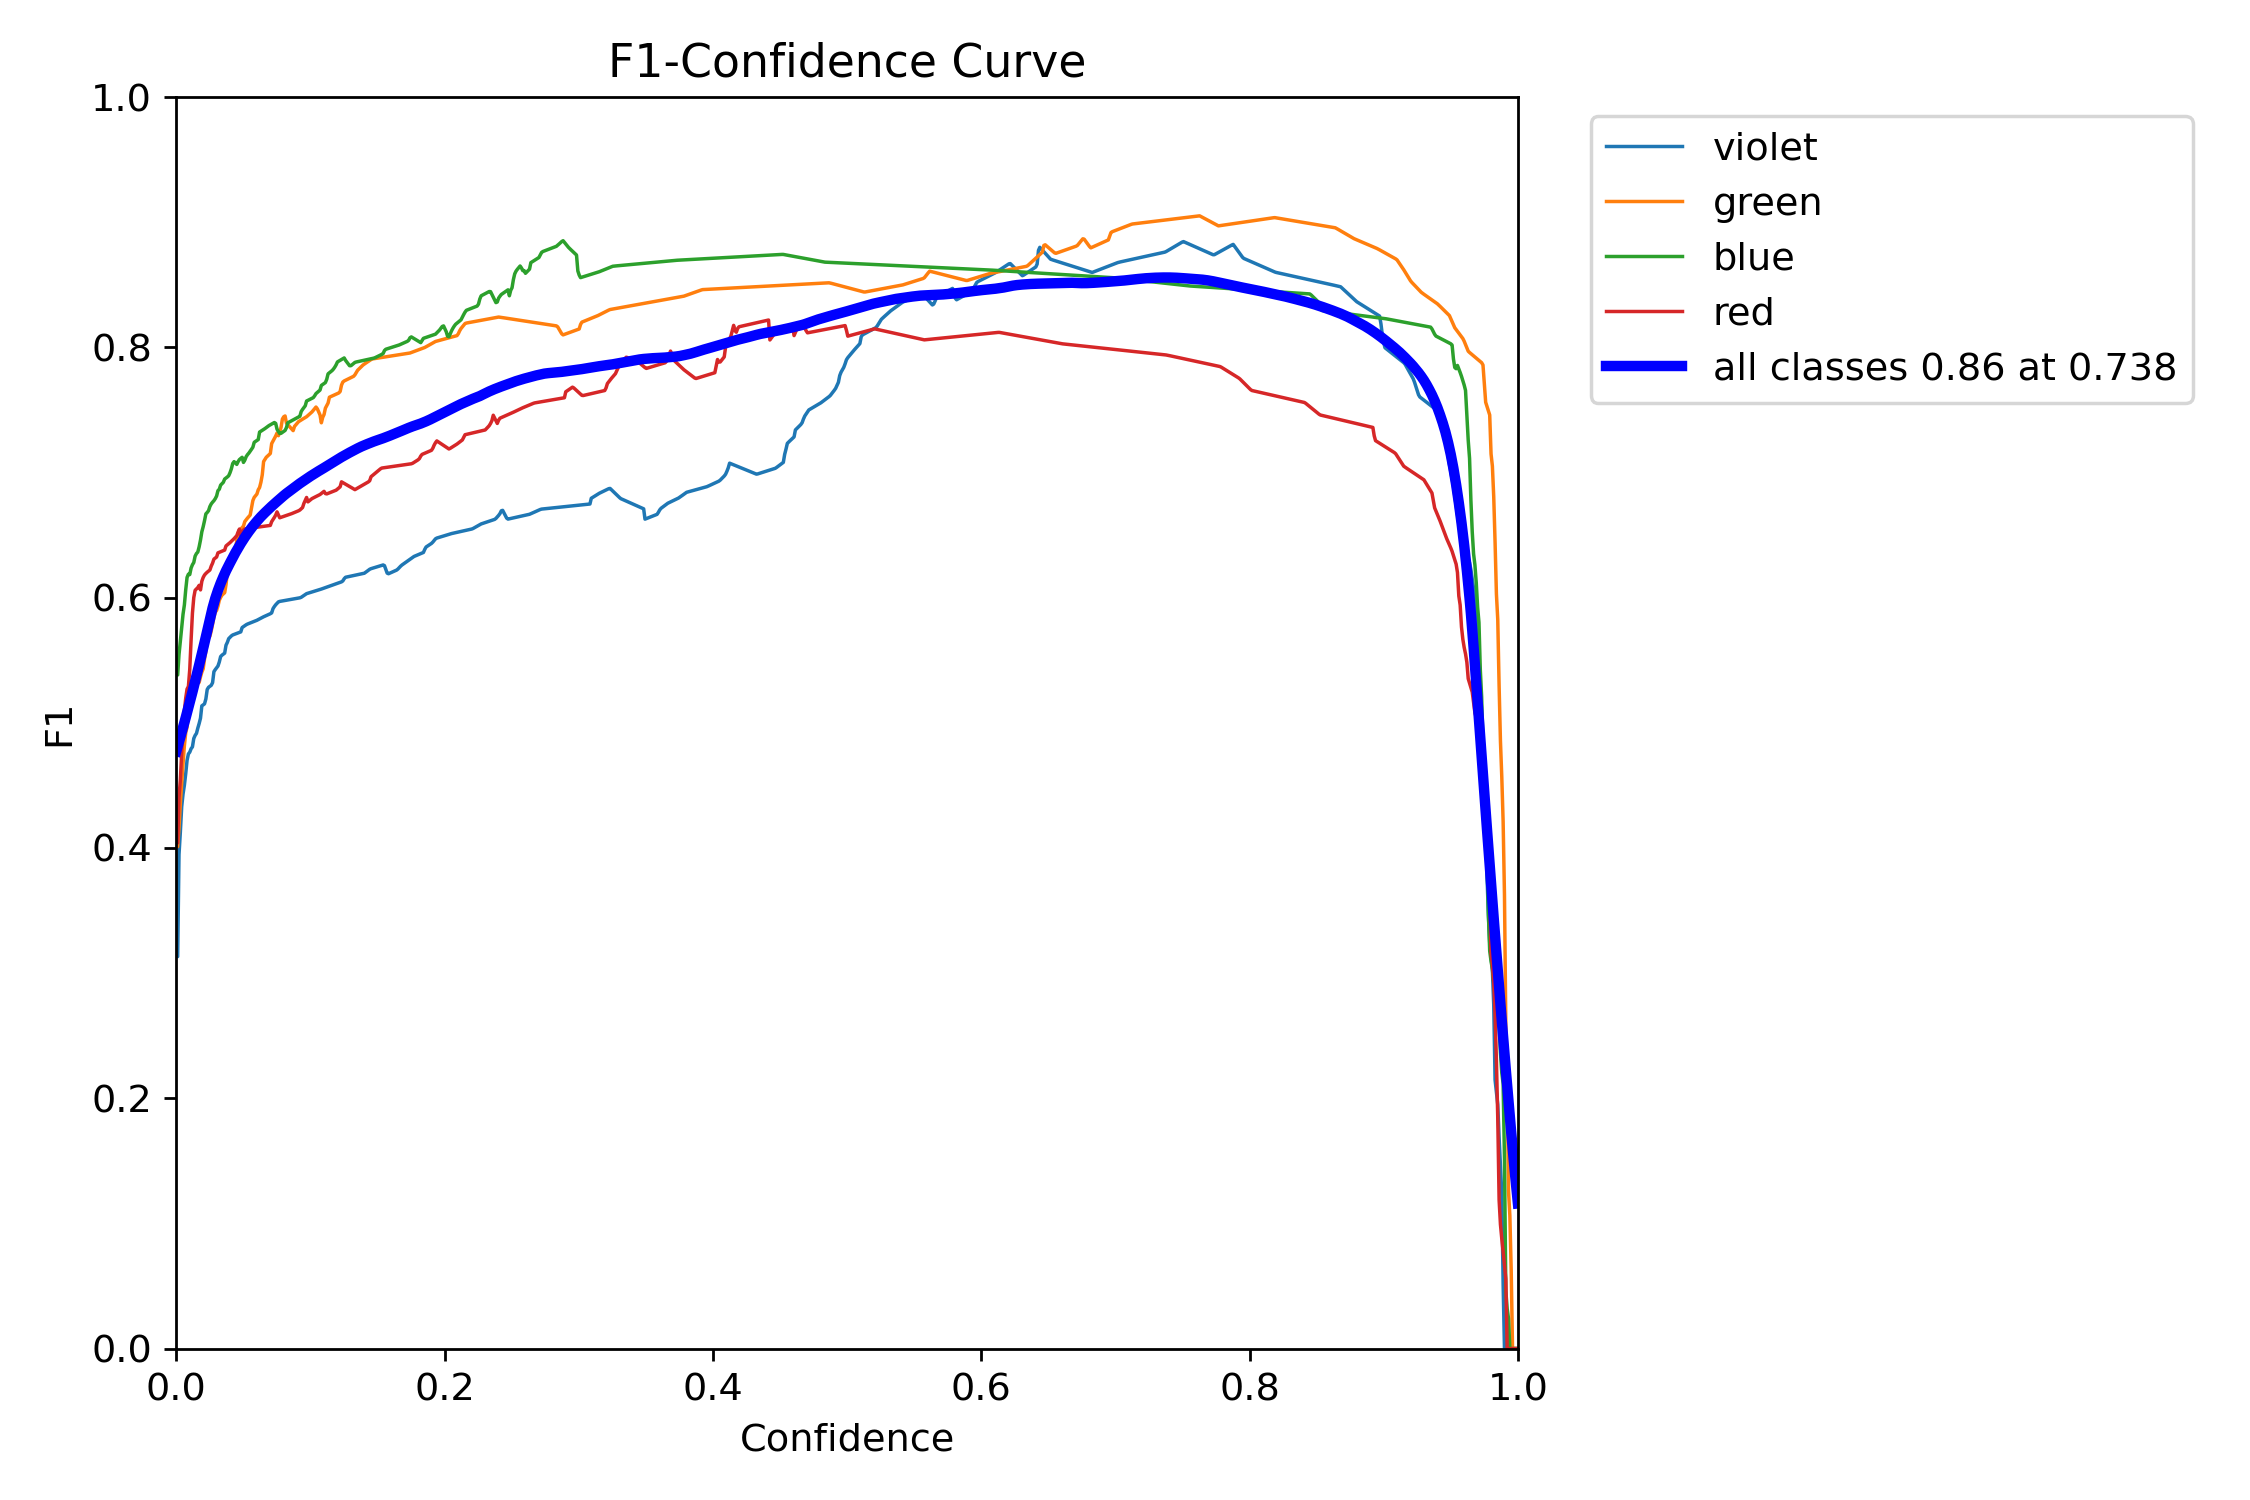 F1-Confidence Curve
1.0
0.8
0.6
0.4
0.2
0.0
F1
0.0 0.2 0.4 0.6 0.8 1.0
Confidence
violet
green
blue
red
all classes 0.86 at 0.738